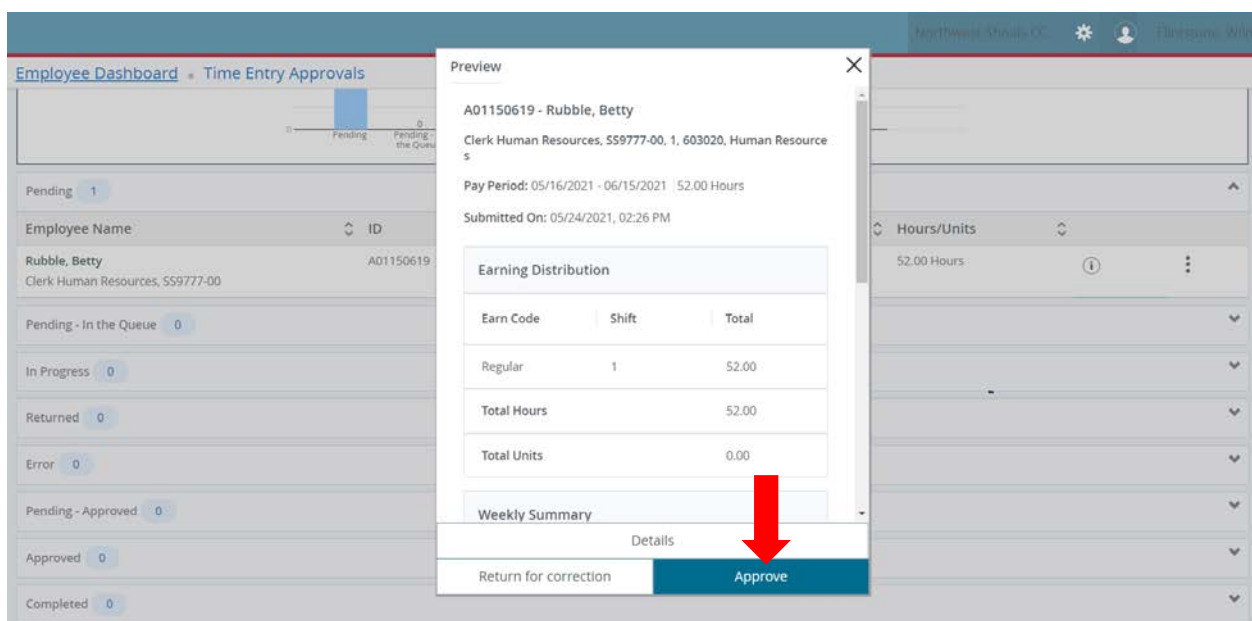 Northwest Shoals CC
Employee Dashboard • Time Entry Approvals
0
Pending
0
Pending -
the Queu
Pending 1
Employee Name ID Hours/Units
Rubble, Betty A01150619 52.00 Hours
Clerk Human Resources, SS9777-00
Pending - In the Queue 0
In Progress 0
Returned 0
Error 0
Pending - Approved 0
Approved 0
Completed 0
Preview
A01150619 - Rubble, Betty
Clerk Human Resources, SS9777-00, 1, 603020, Human Resource
s
Pay Period: 05/16/2021 - 06/15/2021 | 52.00 Hours
Submitted On: 05/24/2021, 02:26 PM
Earning Distribution
Earn Code Shift Total
Regular 1 52.00
Total Hours 52.00
Total Units 0.00
Weekly Summary
Details
Return for correction Approve